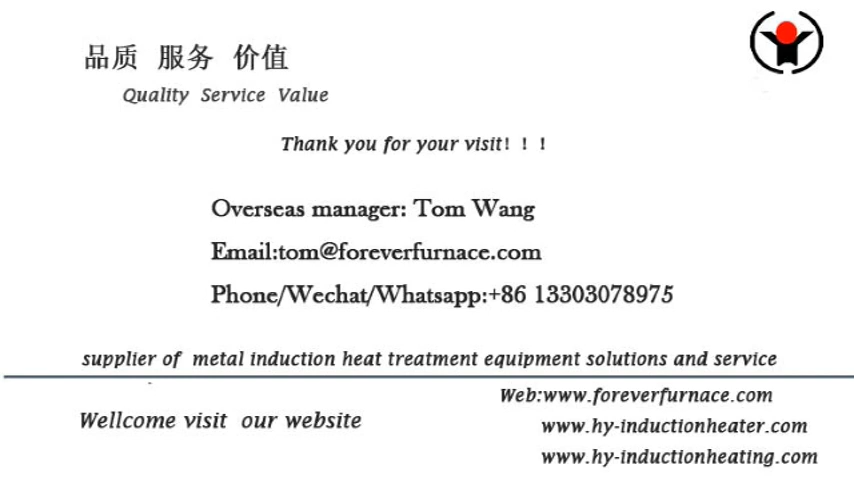 品质 服务 价值
Quality Service Value
Thank you for your visit！！！
Overseas manager: Tom Wang
Email:tom@foreverfurnace.com
Phone/Wechat/Whatsapp:+86 13303078975
supplier of metal induction heat treatment equipment solutions and service
Wellcome visit our website
Web:www.foreverfurnace.com
www.hy-inductionheater.com
www.hy-inductionheating.com